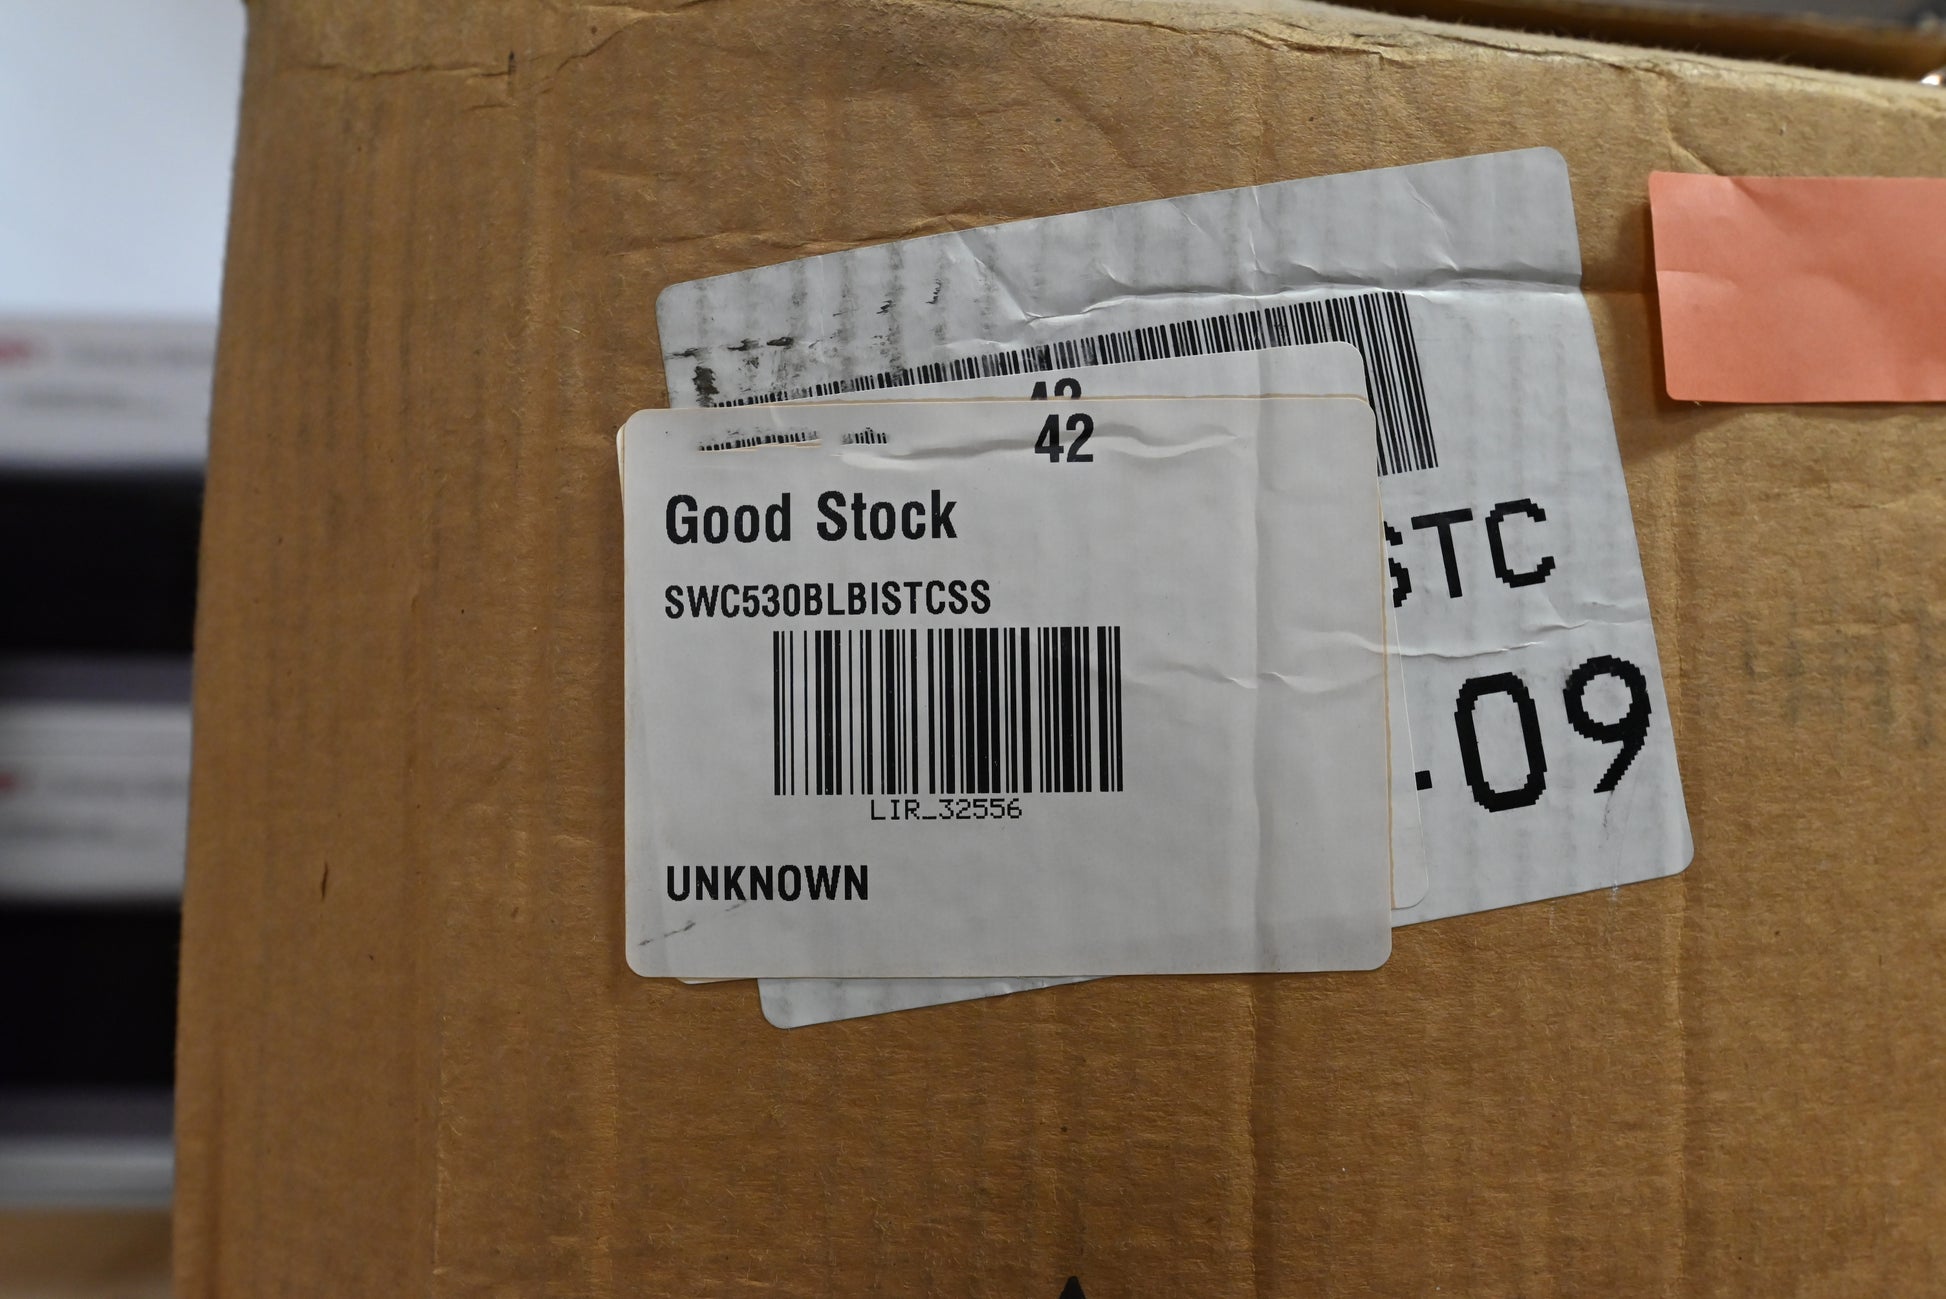 42
42
Good Stock
SWC530BLBISTCSS
LIR_32556
UNKNOWN
STC
-09